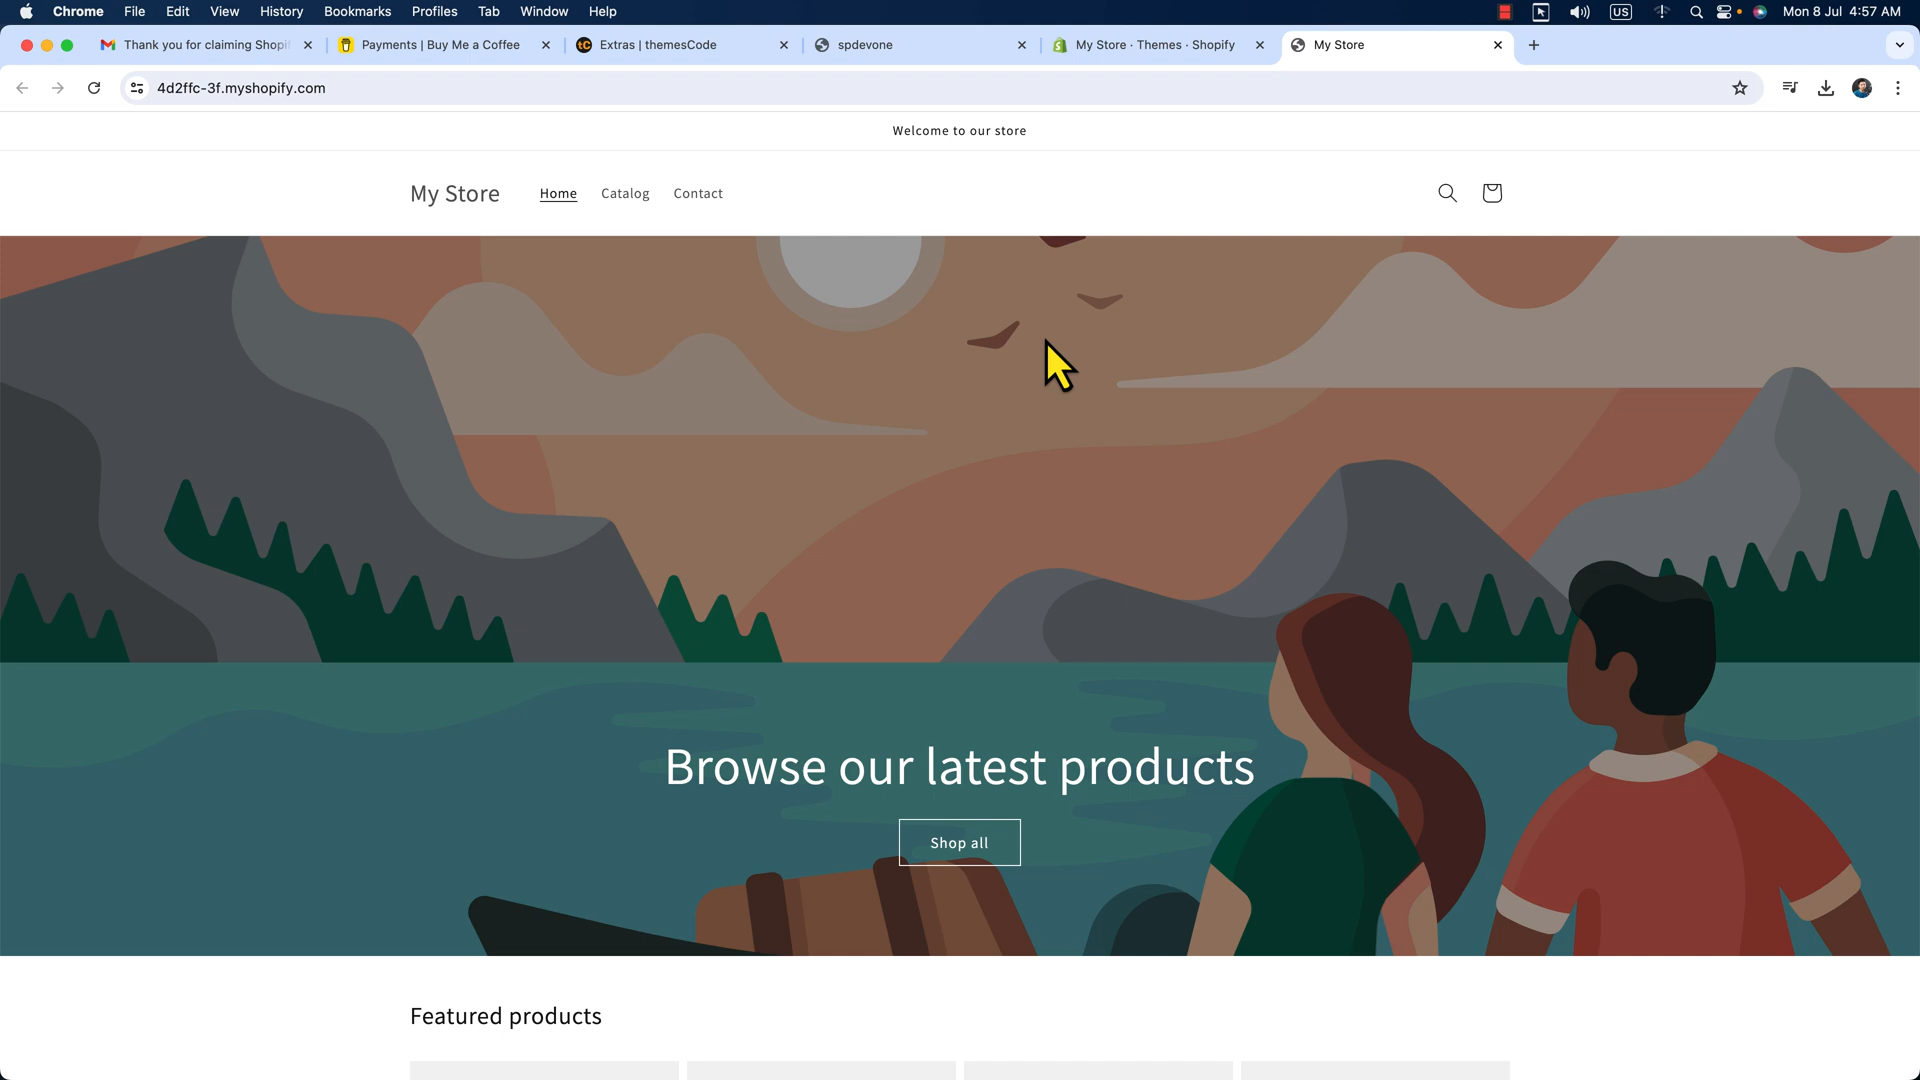 Chrome File Edit View History Bookmarks Profiles Tab Window Help US Mon 8 Jul 4:57 AM
Thank you for claiming Shopi Payments | Buy Me a Coffee tC Extras | themesCode spdevone My Store · Themes · Shopify My Store
4d2ffc-3f.myshopify.com
Welcome to our store
My Store Home Catalog Contact
Browse our latest products
Shop all
Featured products